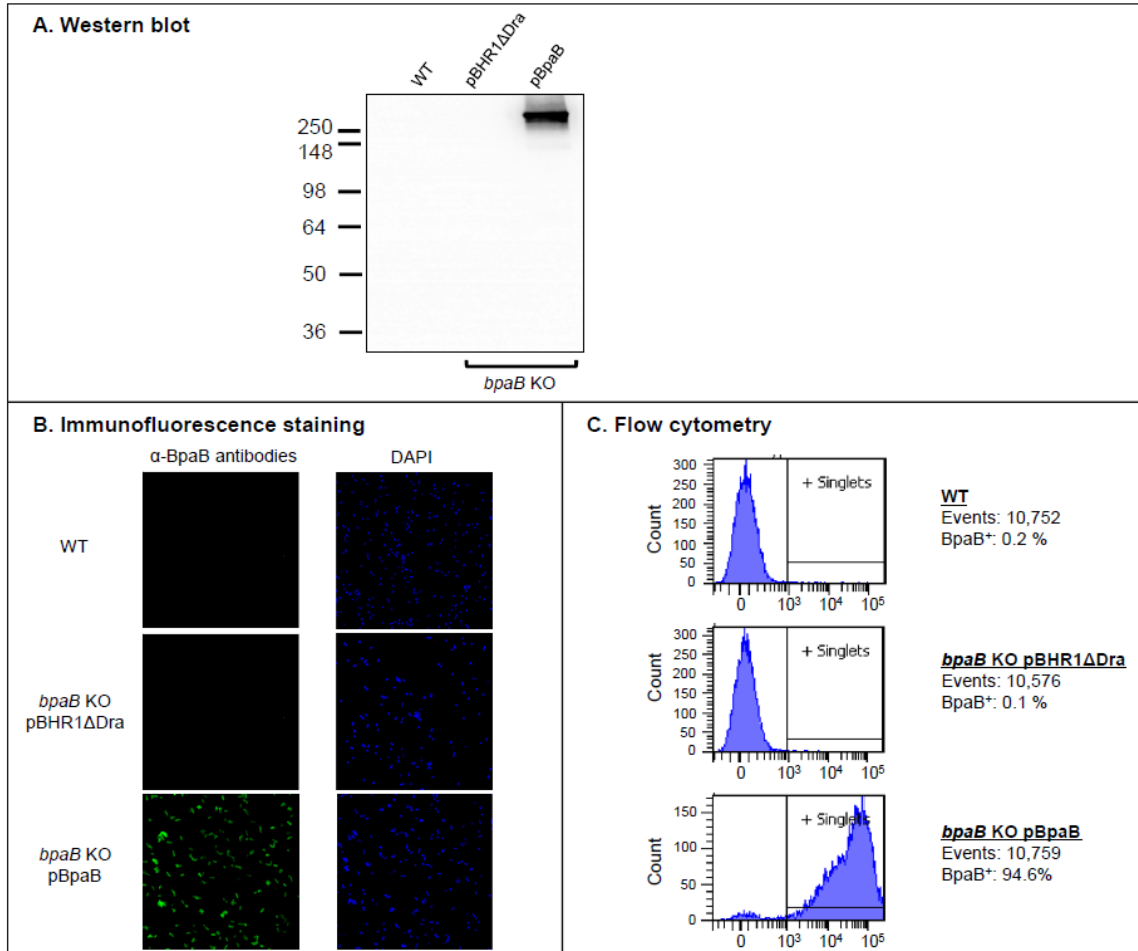 A. Western blot
WT
pBHR1ΔDra
pBpaB
250
148
98
64
50
36
bpaB KO
B. Immunofluorescence staining
α-BpaB antibodies
DAPI
WT
bpaB KO
pBHR1ΔDra
bpaB KO
pBpaB
C. Flow cytometry
Count
300
250
200
150
100
50
0
+ Singlets
0 10³ 10⁴ 10⁵
WT
Events: 10,752
BpaB⁺: 0.2 %
Count
300
250
200
150
100
50
0
+ Singlets
0 10³ 10⁴ 10⁵
bpaB KO pBHR1ΔDra
Events: 10,576
BpaB⁺: 0.1 %
Count
150
100
50
0
+ Singlets
0 10³ 10⁴ 10⁵
bpaB KO pBpaB
Events: 10,759
BpaB⁺: 94.6%